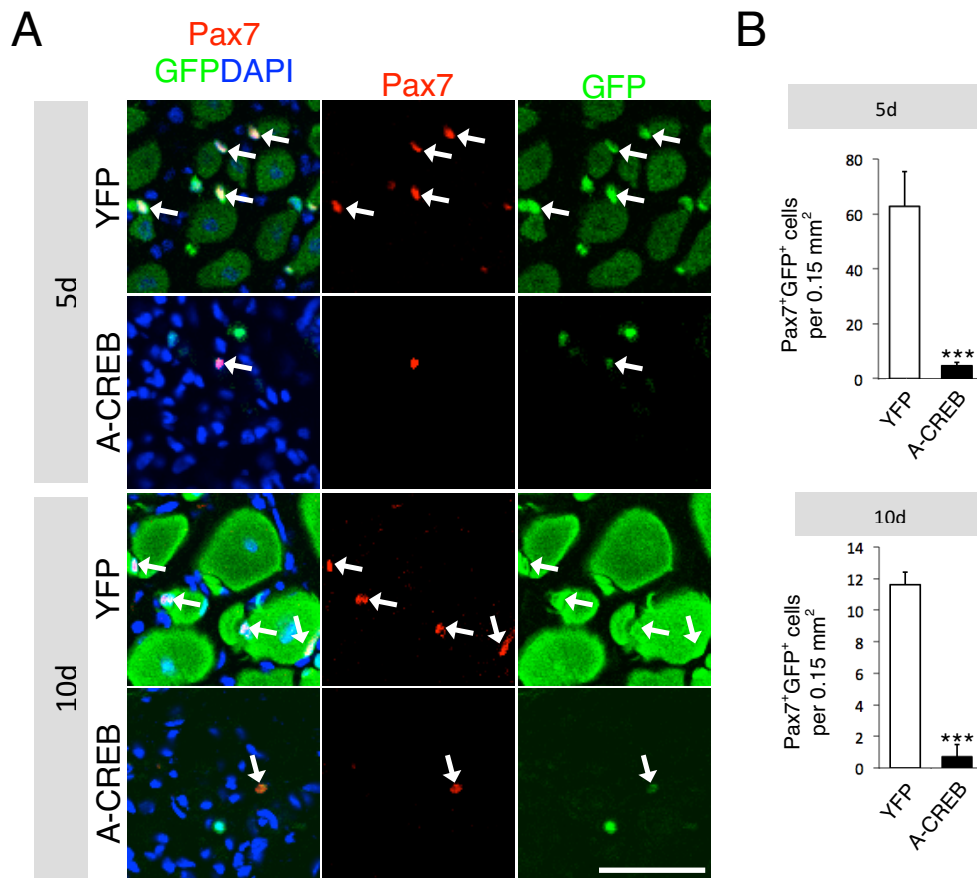 A
Pax7
GFPDAPI
Pax7
GFP
5d
YFP
A-CREB
10d
YFP
A-CREB
B
5d
Pax7⁺GFP⁺ cells
per 0.15 mm²
80
60
40
20
0
***
YFP
A-CREB
10d
Pax7⁺GFP⁺ cells
per 0.15 mm²
14
12
10
8
6
4
2
0
***
YFP
A-CREB